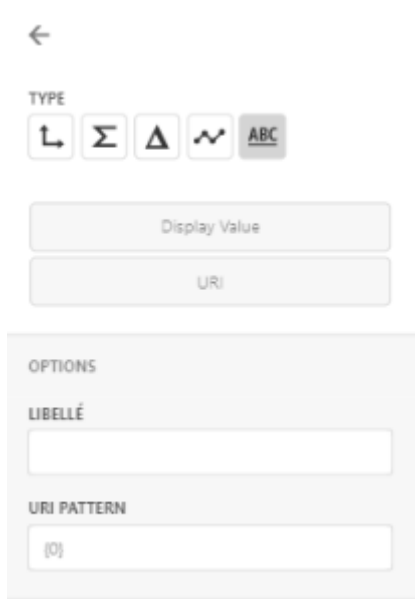 TYPE
Σ Δ ABC
Display Value
URI
OPTIONS
LIBELLÉ
URI PATTERN
{0}